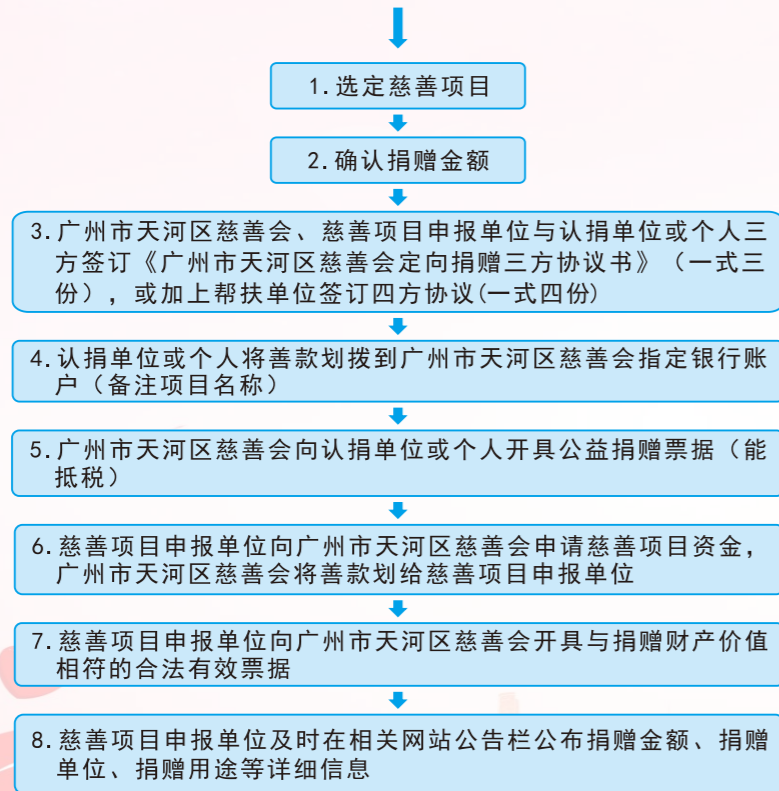 1.选定慈善项目
2.确认捐赠金额
3.广州市天河区慈善会、慈善项目申报单位与认捐单位或个人三
方签订《广州市天河区慈善会定向捐赠三方协议书》（一式三
份），或加上帮扶单位签订四方协议(一式四份)
4.认捐单位或个人将善款划拨到广州市天河区慈善会指定银行账
户（备注项目名称）
5.广州市天河区慈善会向认捐单位或个人开具公益捐赠票据（能
抵税）
6.慈善项目申报单位向广州市天河区慈善会申请慈善项目资金，
广州市天河区慈善会将善款划给慈善项目申报单位
7.慈善项目申报单位向广州市天河区慈善会开具与捐赠财产价值
相符的合法有效票据
8.慈善项目申报单位及时在相关网站公告栏公布捐赠金额、捐赠
单位、捐赠用途等详细信息